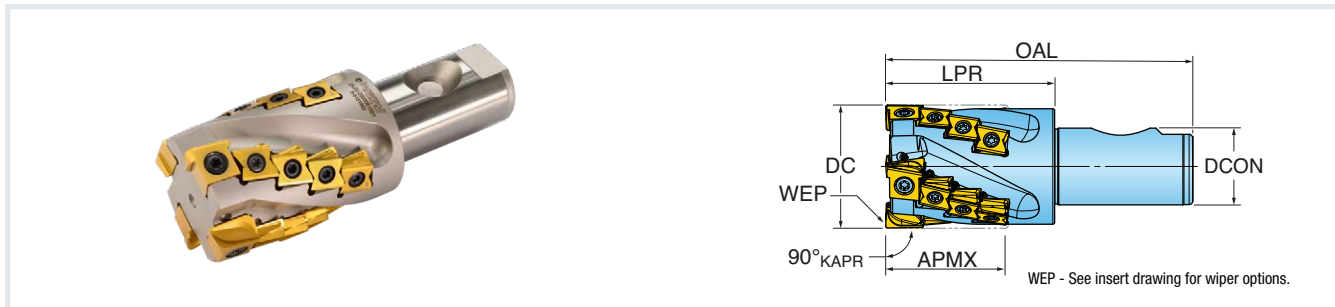 OAL
LPR
DC
DCON
WEP
90°KAPR
APMX
WEP - See insert drawing for wiper options.